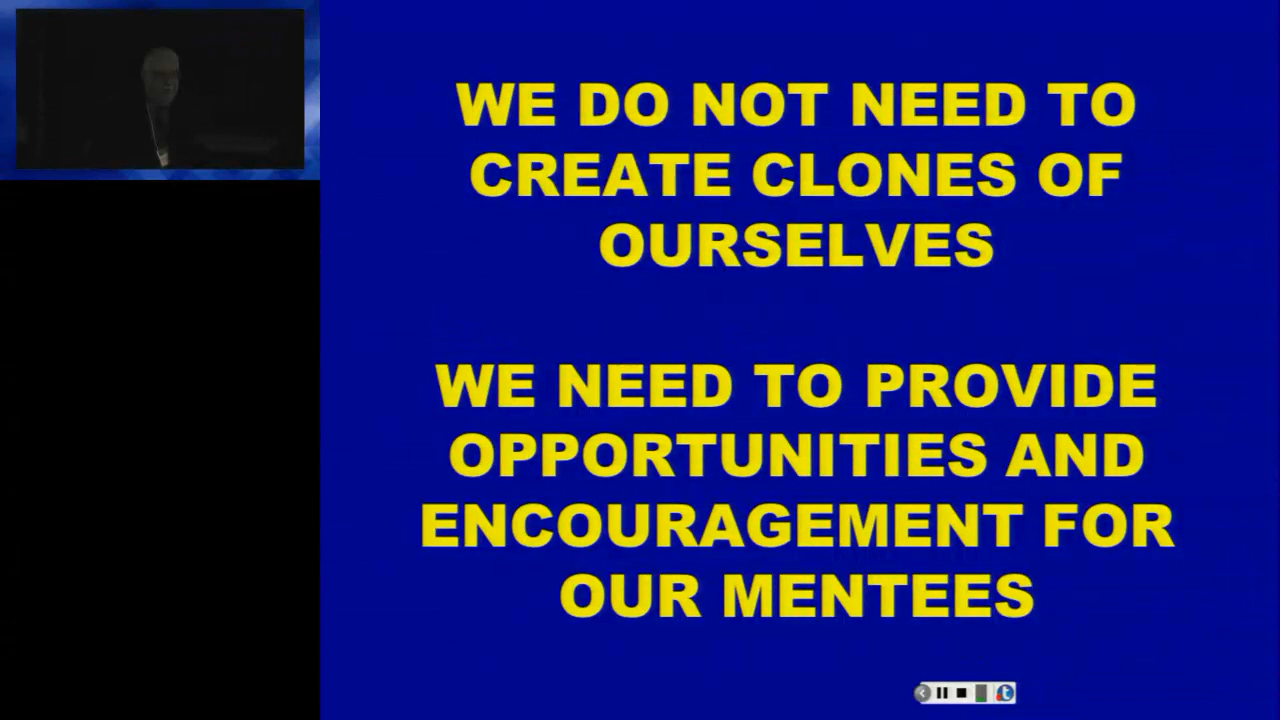 WE DO NOT NEED TO
CREATE CLONES OF
OURSELVES
WE NEED TO PROVIDE
OPPORTUNITIES AND
ENCOURAGEMENT FOR
OUR MENTEES